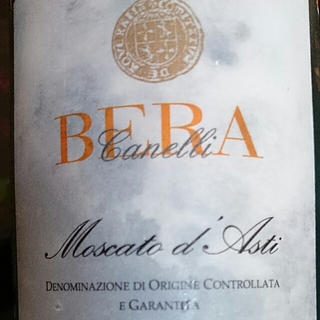 BERA
Canelli
Moscato d'Asti
DENOMINAZIONE DI ORIGINE CONTROLLATA
E GARANTITA